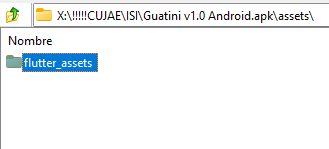 X:\!!!!!CUJAE\ISI\Guatini v1.0 Android.apk\assets\
Nombre
flutter_assets